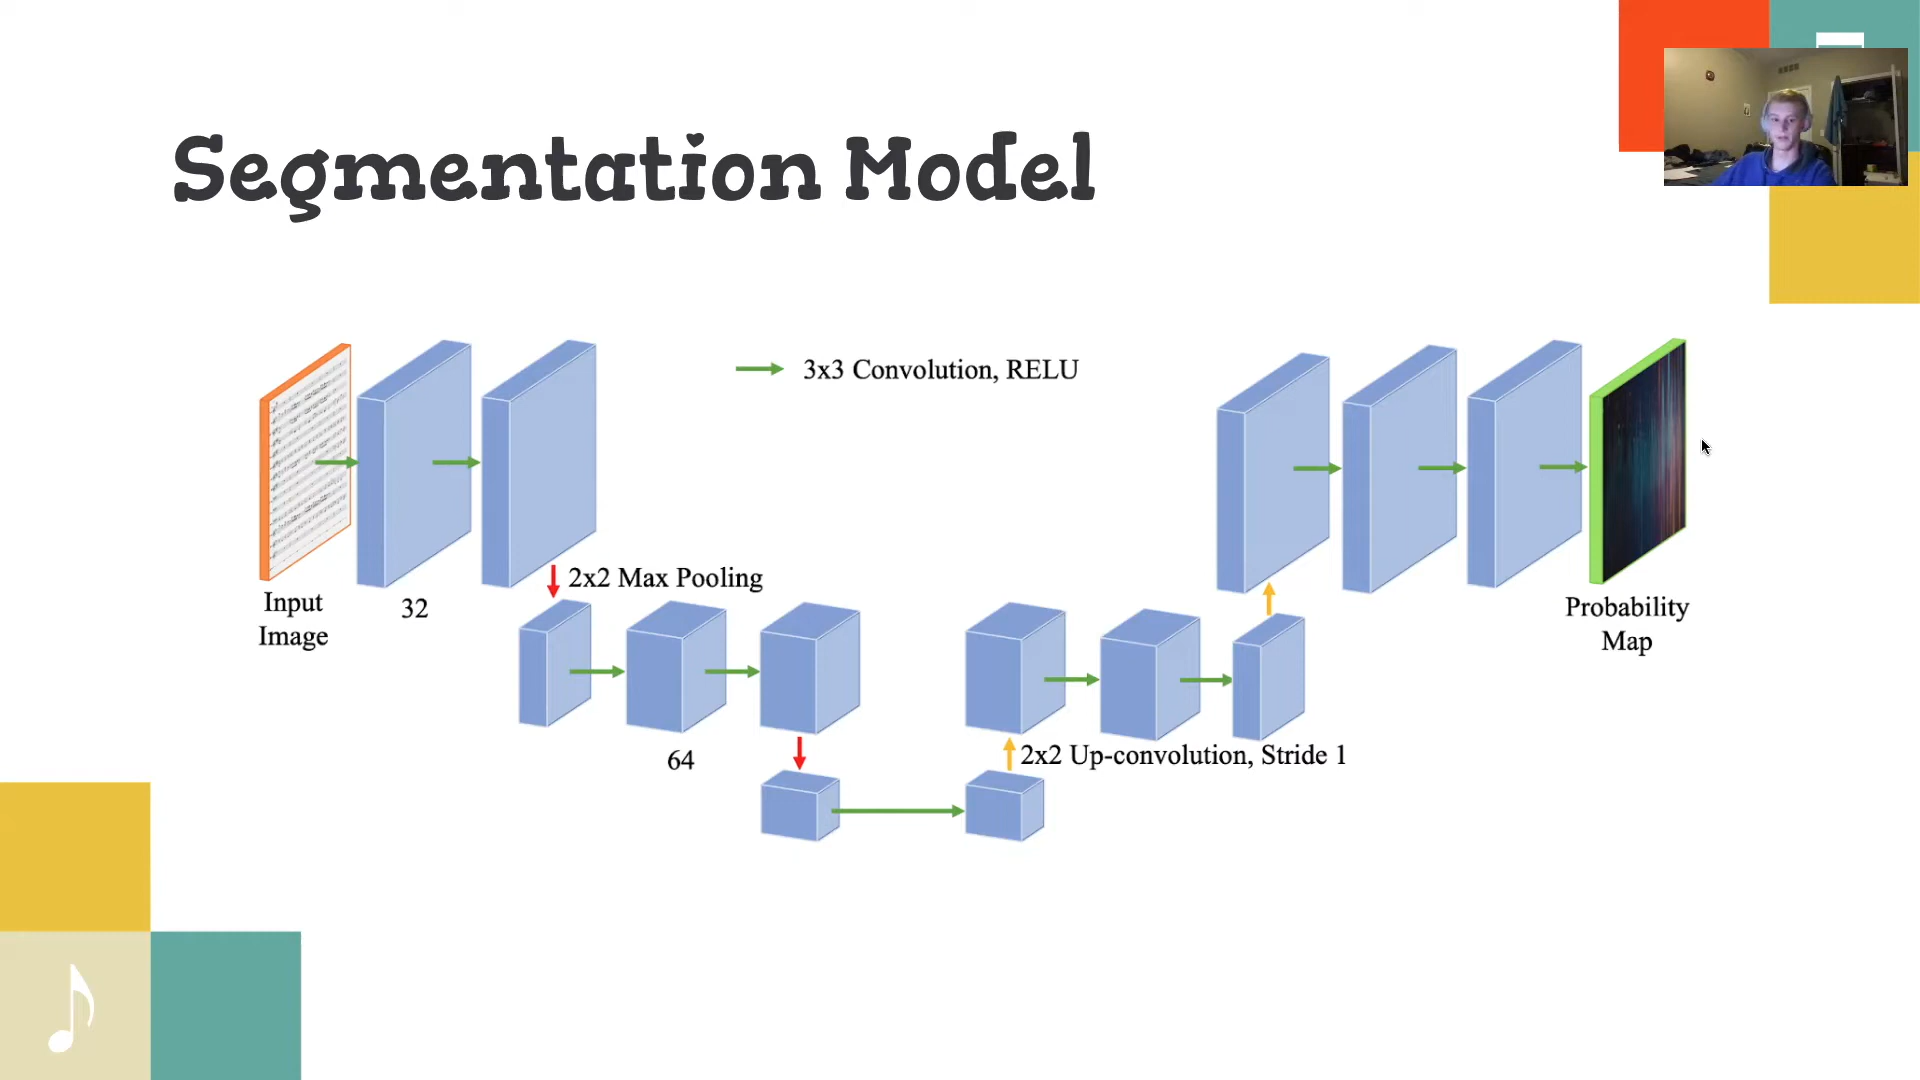 Segmentation Model
3x3 Convolution, RELU
2x2 Max Pooling
Input
Image
32
Probability
Map
64
2x2 Up-convolution, Stride 1